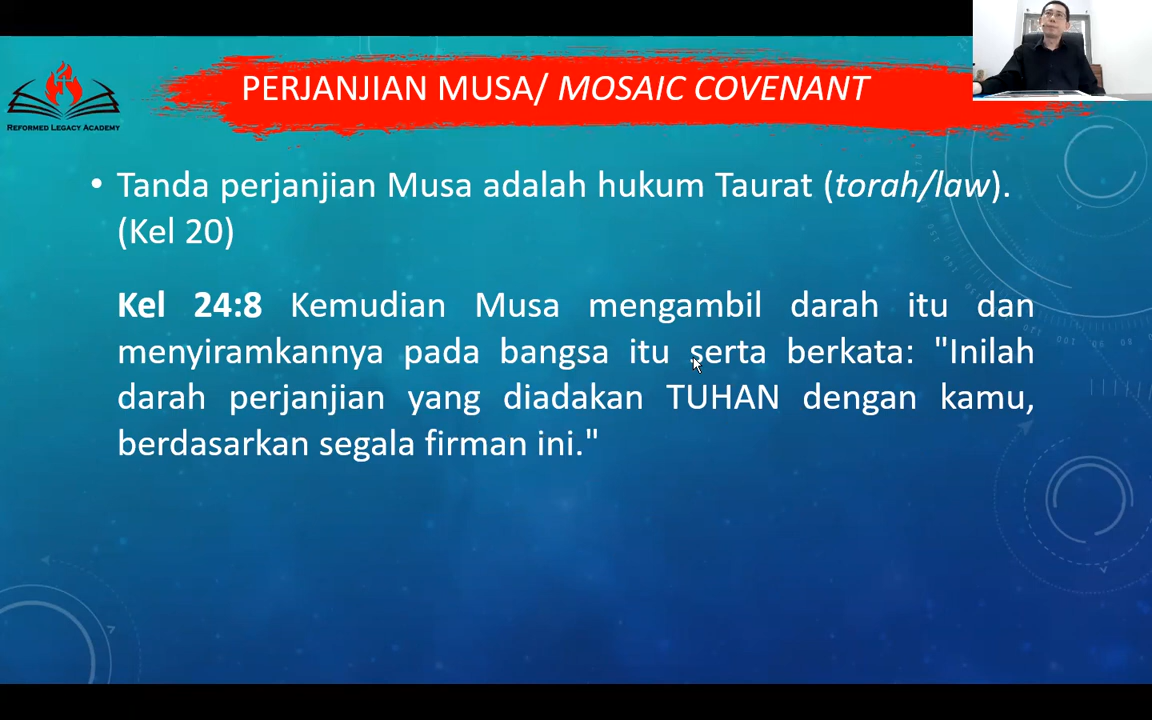 PERJANJIAN MUSA/ MOSAIC COVENANT
REFORMED LEGACY ACADEMY
• Tanda perjanjian Musa adalah hukum Taurat (torah/law).
(Kel 20)
Kel 24:8 Kemudian Musa mengambil darah itu dan
menyiramkannya pada bangsa itu serta berkata: "Inilah
darah perjanjian yang diadakan TUHAN dengan kamu,
berdasarkan segala firman ini."